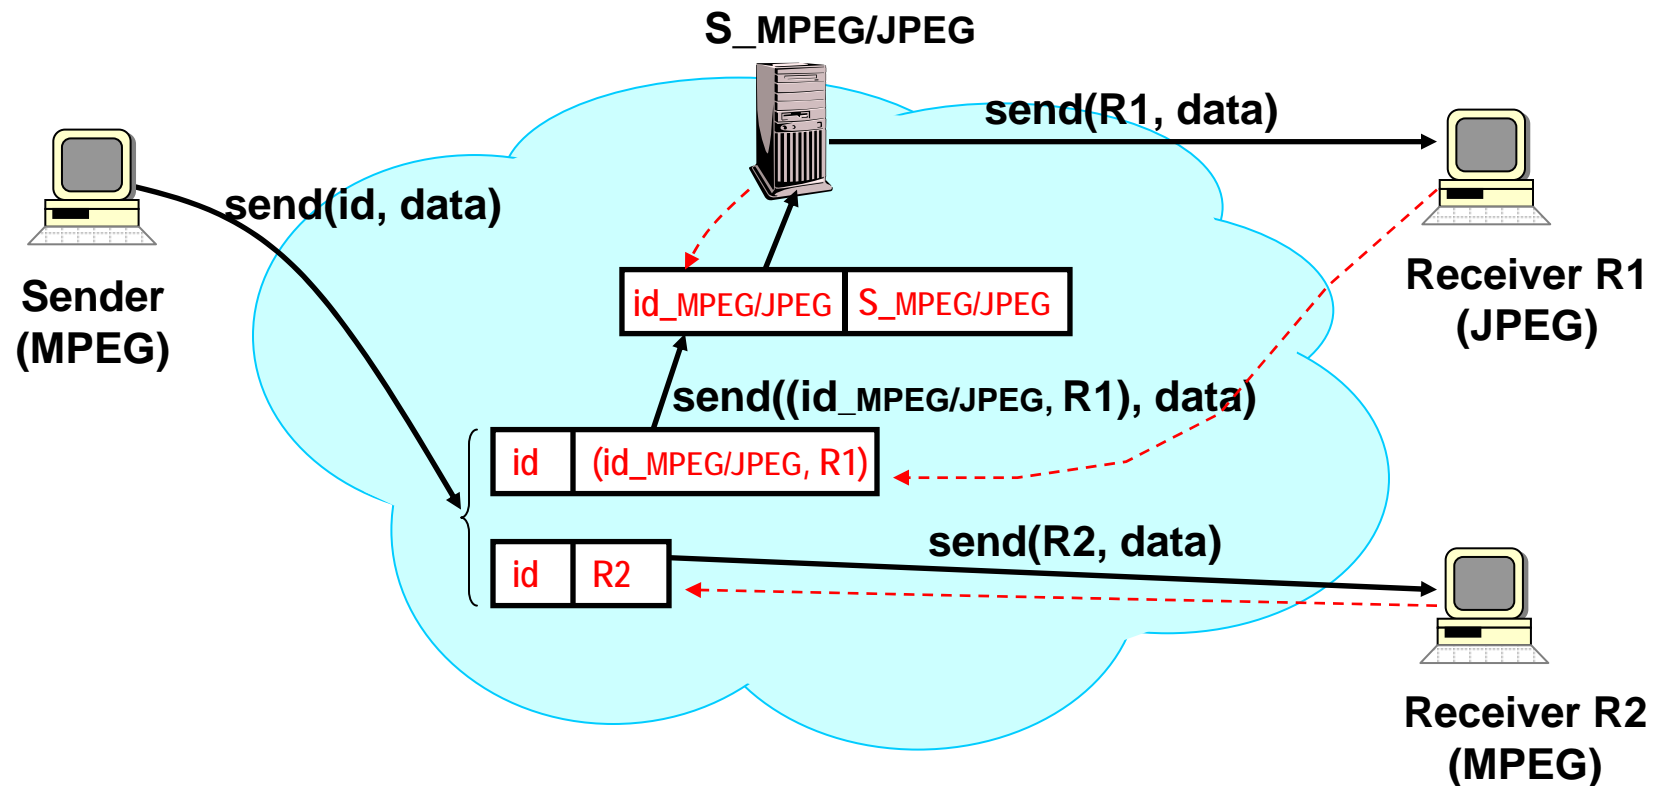 S_MPEG/JPEG
send(R1, data)
send(id, data)
Sender
(MPEG)
id_MPEG/JPEG S_MPEG/JPEG
Receiver R1
(JPEG)
send((id_MPEG/JPEG, R1), data)
id (id_MPEG/JPEG, R1)
send(R2, data)
id R2
Receiver R2
(MPEG)